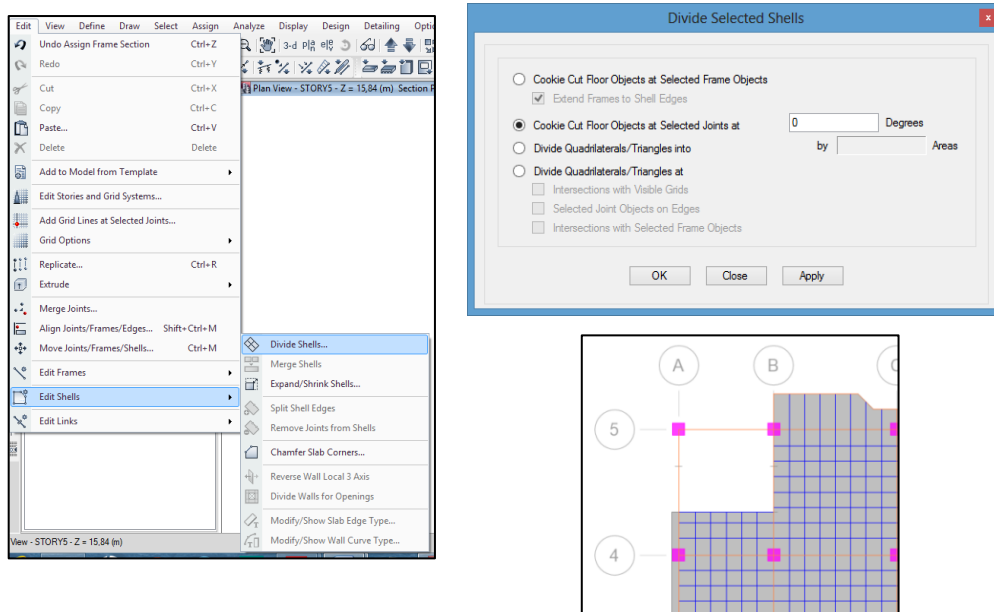 Edit View Define Draw Select Assign Analyze Display Design Detailing
Undo Assign Frame Section Ctrl+Z
Redo Ctrl+Y
Cut Ctrl+X
Copy Ctrl+C
Paste... Ctrl+V
Delete Delete
Add to Model from Template
Edit Stories and Grid Systems...
Add Grid Lines at Selected Joints...
Grid Options
Replicate... Ctrl+R
Extrude
Merge Joints...
Align Joints/Frames/Edges... Shift+Ctrl+M
Move Joints/Frames/Shells... Ctrl+M
Edit Frames
Edit Shells
Edit Links
3-d
Plan View - STORY5 - Z = 15,84 (m) Section
Divide Shells...
Merge Shells
Expand/Shrink Shells...
Split Shell Edges
Remove Joints from Shells
Chamfer Slab Corners...
Reverse Wall Local 3 Axis
Divide Walls for Openings
Modify/Show Slab Edge Type...
Modify/Show Wall Curve Type...
View - STORY5 - Z = 15,84 (m)
Divide Selected Shells
x
Cookie Cut Floor Objects at Selected Frame Objects
Extend Frames to Shell Edges
Cookie Cut Floor Objects at Selected Joints at 0 Degrees
Divide Quadrilaterals/Triangles into by Areas
Divide Quadrilaterals/Triangles at
Intersections with Visible Grids
Selected Joint Objects on Edges
Intersections with Selected Frame Objects
OK Close Apply
A B
5
4